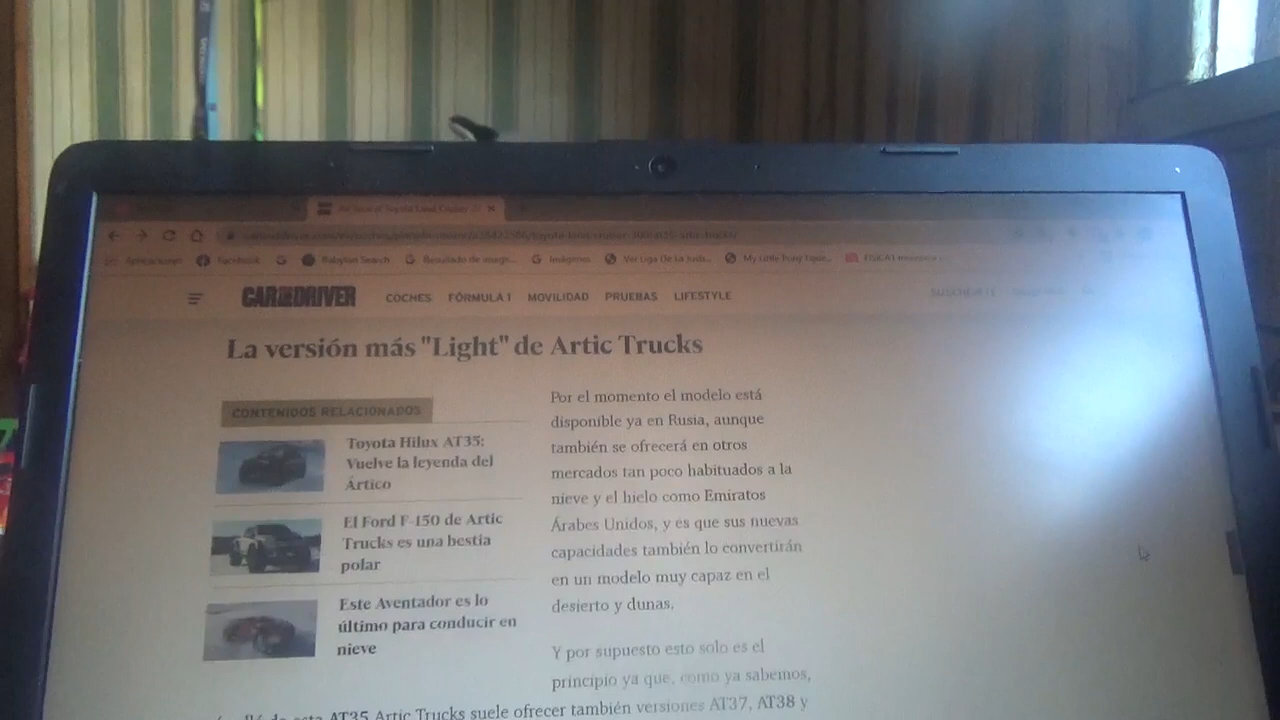 Facebook
Babylon Search
Imágenes
CAR AND DRIVER
COCHES FÓRMULA 1 MOVILIDAD PRUEBAS LIFESTYLE
La versión más "Light" de Artic Trucks
CONTENIDOS RELACIONADOS
Toyota Hilux AT35:
Vuelve la leyenda del
Ártico
El Ford F-150 de Artic
Trucks es una bestia
polar
Este Aventador es lo
último para conducir en
nieve
Por el momento el modelo está
disponible ya en Rusia, aunque
también se ofrecerá en otros
mercados tan poco habituados a la
nieve y el hielo como Emiratos
Árabes Unidos, y es que sus nuevas
capacidades también lo convertirán
en un modelo muy capaz en el
desierto y dunas.
Y por supuesto esto solo es el
principio ya que, como ya sabemos,
AT35 Artic Trucks suele ofrecer también versiones AT37, AT38 y